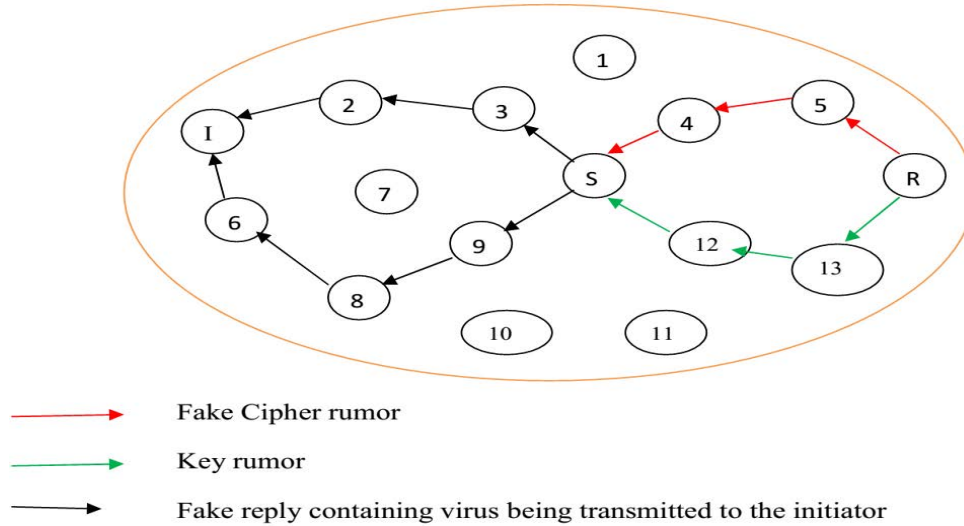 1
2
3
4
5
I
S
R
7
6
9
12
13
8
10
11
Fake Cipher rumor
Key rumor
Fake reply containing virus being transmitted to the initiator